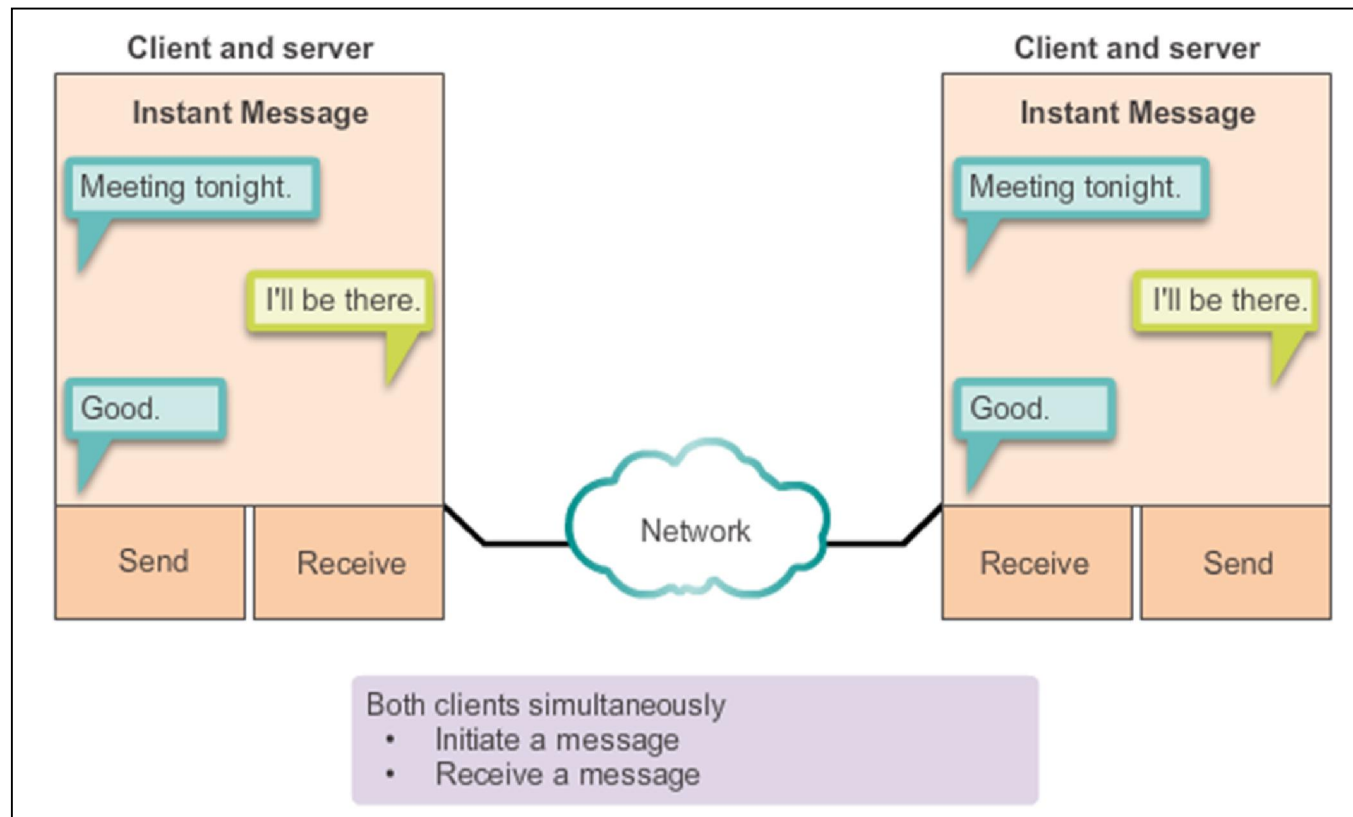 Client and server
Instant Message
Meeting tonight.
I'll be there.
Good.
Send
Receive
Network
Client and server
Instant Message
Meeting tonight.
I'll be there.
Good.
Receive
Send
Both clients simultaneously
• Initiate a message
• Receive a message